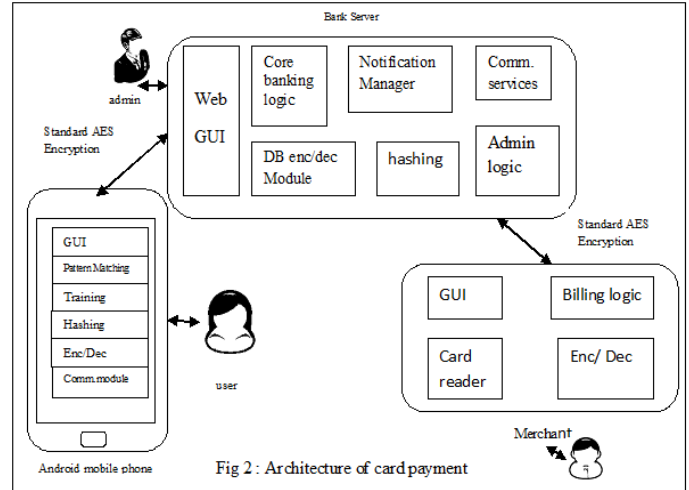 Bank Server
admin
Web
GUI
Core
banking
logic
Notification
Manager
Comm.
services
DB enc/dec
Module
hashing
Admin
logic
Standard AES
Encryption
Standard AES
Encryption
GUI
Pattern Matching
Training
Hashing
Enc/Dec
Comm.module
user
GUI
Billing logic
Card
reader
Enc/ Dec
Merchant
Android mobile phone
Fig 2 : Architecture of card payment